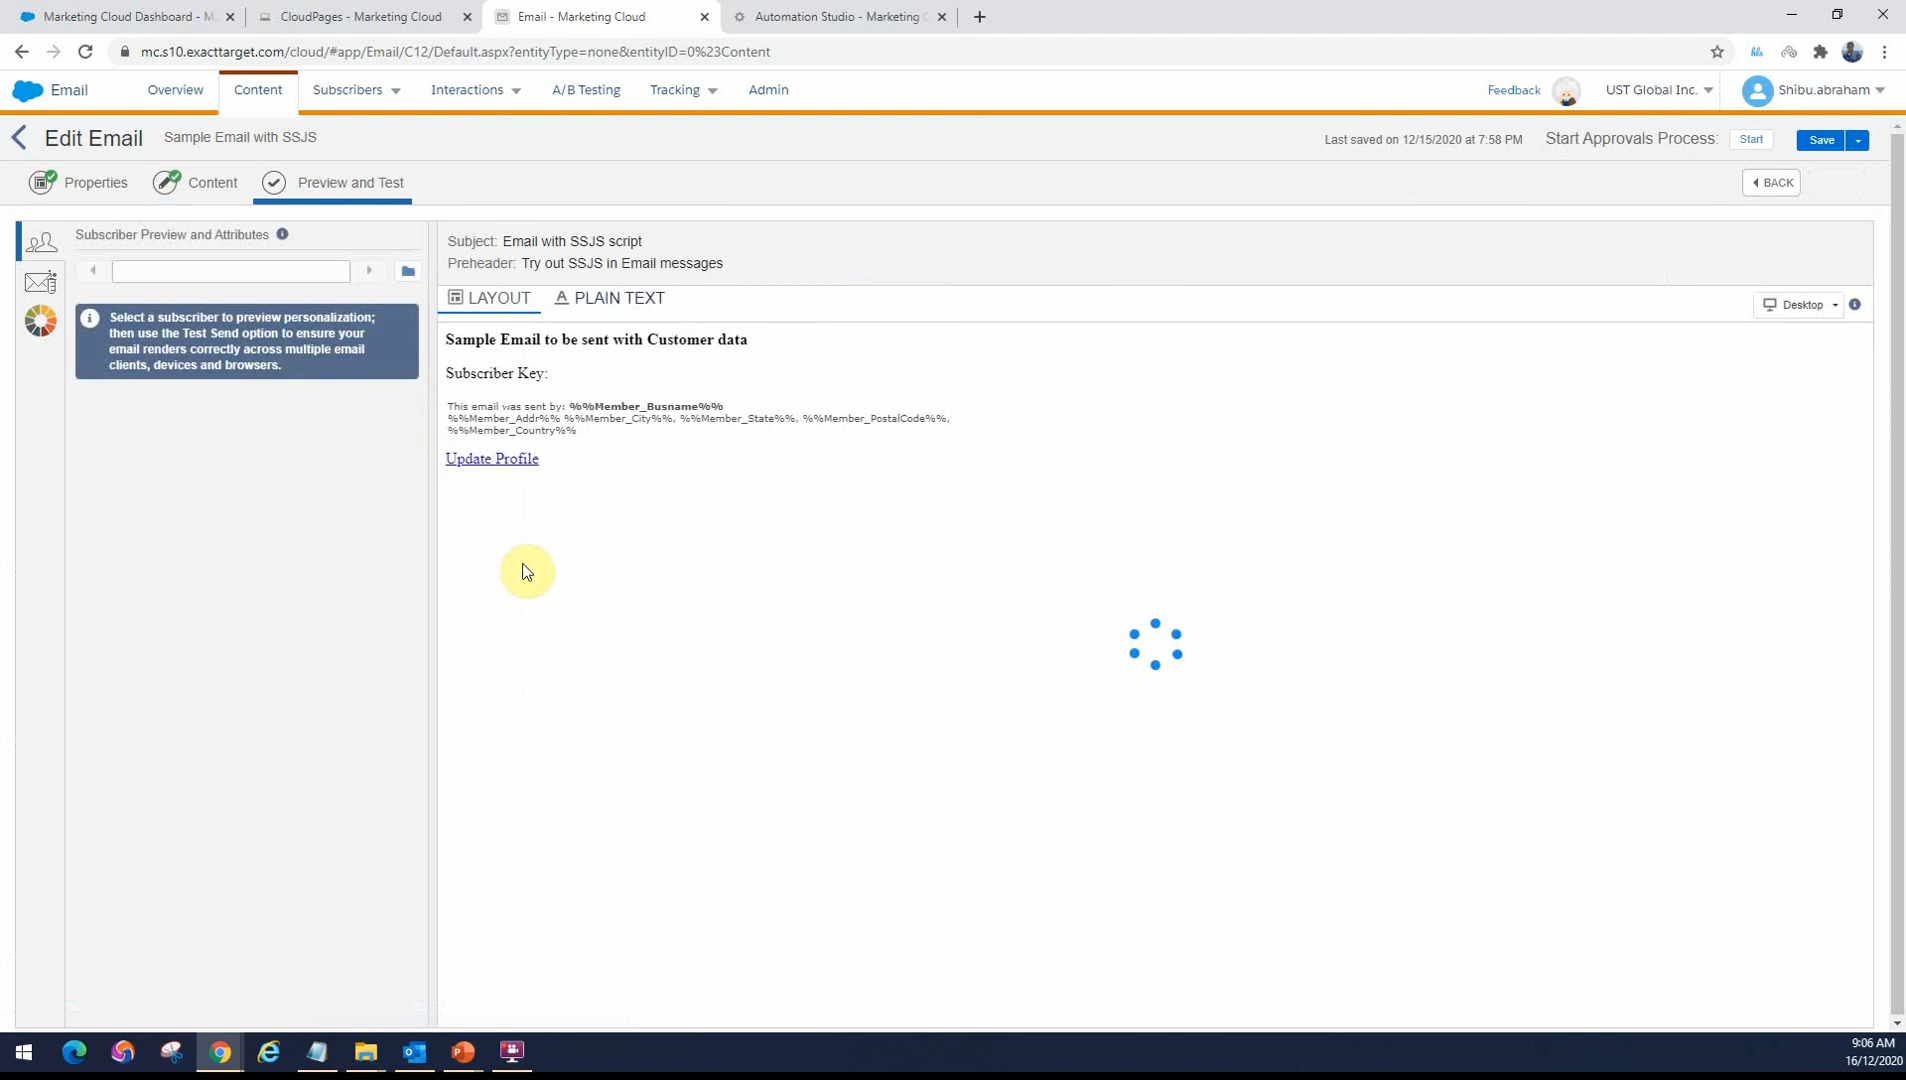 Marketing Cloud Dashboard - M
CloudPages - Marketing Cloud
Email - Marketing Cloud
Automation Studio - Marketing C
mc.s10.exacttarget.com/cloud/#app/Email/C12/Default.aspx?entityType=none&entityID=0%23Content
Email
Overview
Content
Subscribers
Interactions
A/B Testing
Tracking
Admin
Feedback
UST Global Inc.
Shibu.abraham
Edit Email
Sample Email with SSJS
Last saved on 12/15/2020 at 7:58 PM
Start Approvals Process:
Start
Save
Properties
Content
Preview and Test
BACK
Subscriber Preview and Attributes
Select a subscriber to preview personalization;
then use the Test Send option to ensure your
email renders correctly across multiple email
clients, devices and browsers.
Subject: Email with SSJS script
Preheader: Try out SSJS in Email messages
LAYOUT
PLAIN TEXT
Desktop
Sample Email to be sent with Customer data
Subscriber Key:
This email was sent by: %%Member_Busname%%
%%Member_Addr%% %%Member_City%%, %%Member_State%%, %%Member_PostalCode%%,
%%Member_Country%%
Update Profile
9:06 AM
16/12/2020